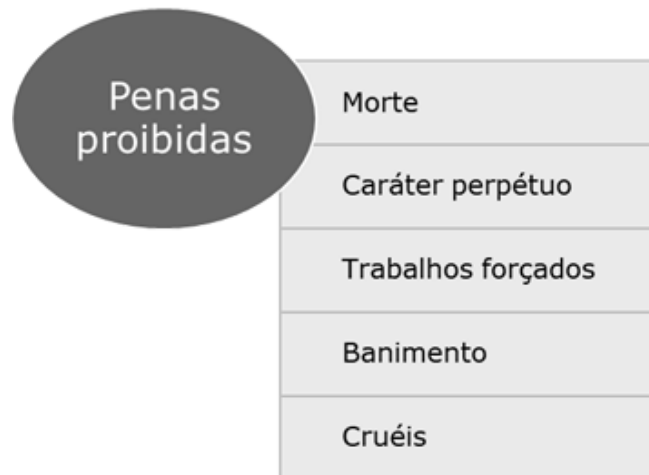 Penas
proibidas
Morte
Caráter perpétuo
Trabalhos forçados
Banimento
Cruéis